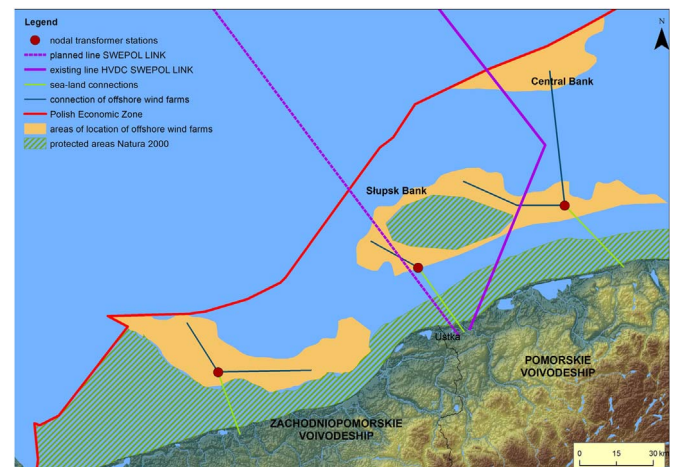 Legend
nodal transformer stations
planned line SWEPOL LINK
existing line HVDC SWEPOL LINK
sea-land connections
connection of offshore wind farms
Polish Economic Zone
areas of location of offshore wind farms
protected areas Natura 2000
N
Central Bank
Słupsk Bank
Ustka
POMORSKIE
VOIVODESHIP
ZACHODNIOPOMORSKIE
VOIVODESHIP
0 15 30 km